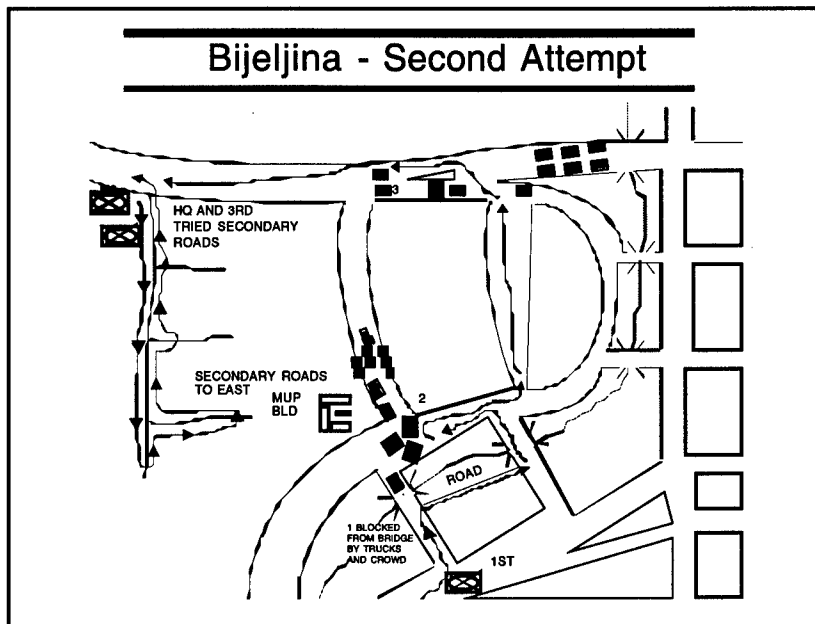 Bijeljina - Second Attempt
3
HQ AND 3RD
TRIED SECONDARY
ROADS
SECONDARY ROADS
TO EAST
MUP
BLD
2
ROAD
1 BLOCKED
FROM BRIDGE
BY TRUCKS
AND CROWD
1ST